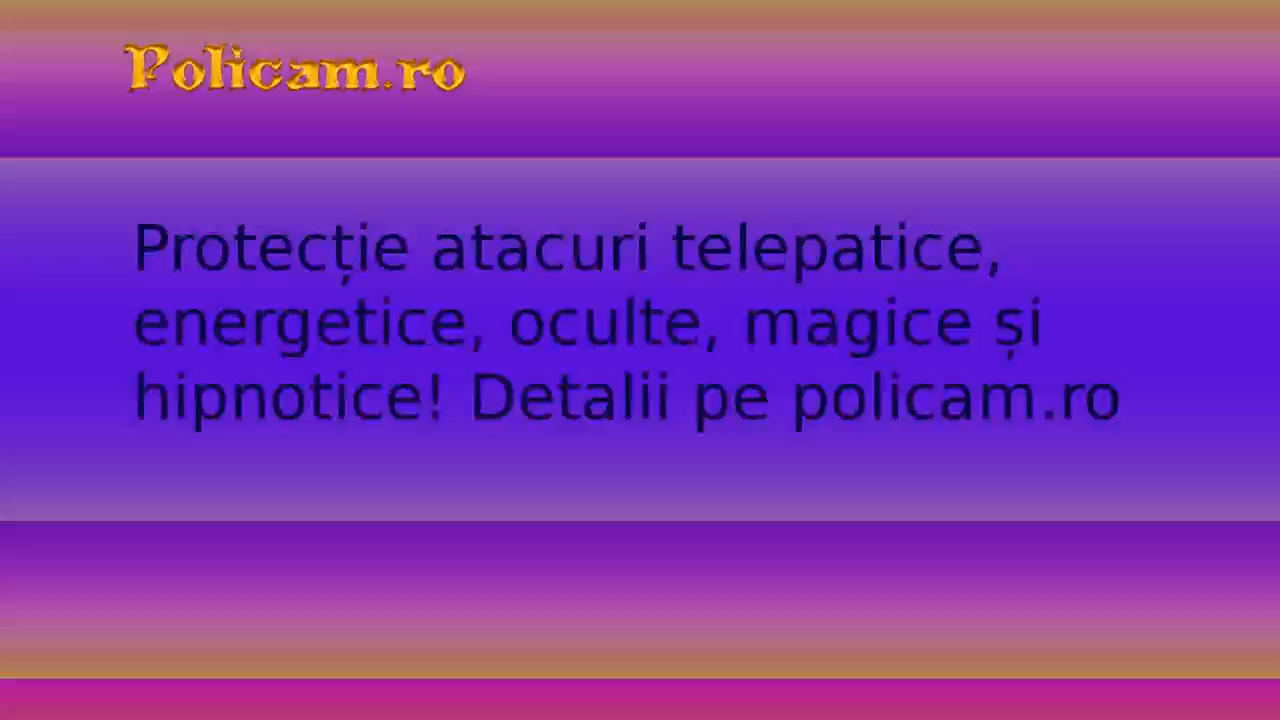 Policam.ro
Protecție atacuri telepatice,
energetice, oculte, magice și
hipnotice! Detalii pe policam.ro